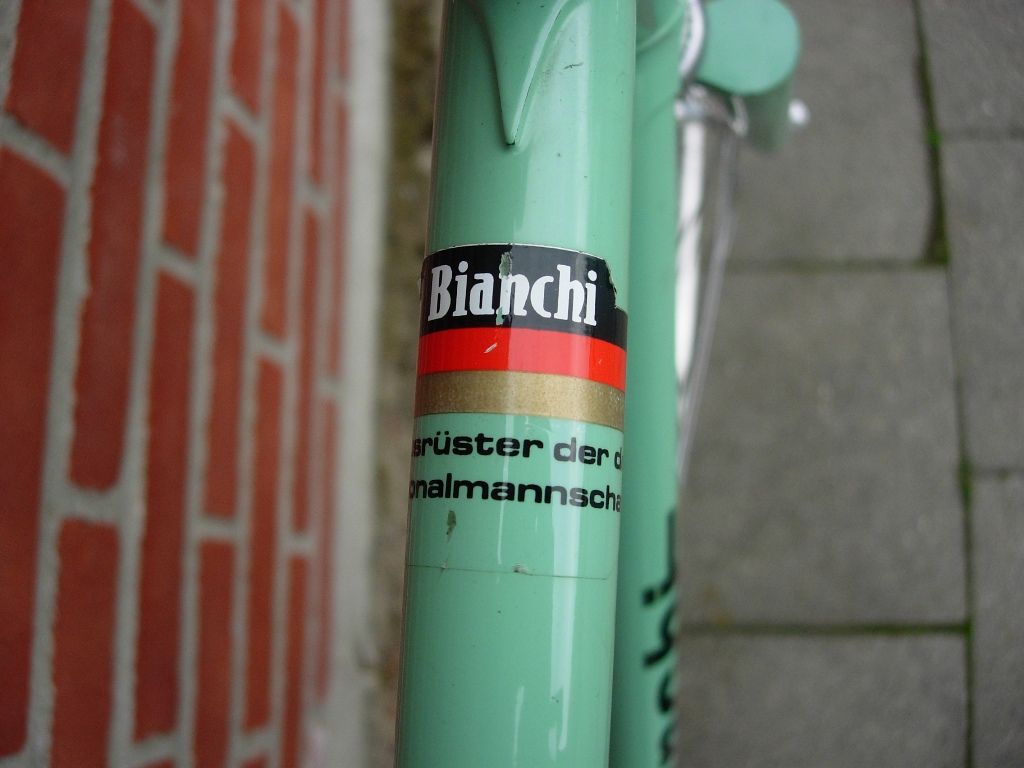 Bianchi
srüster der d
onalmannscha